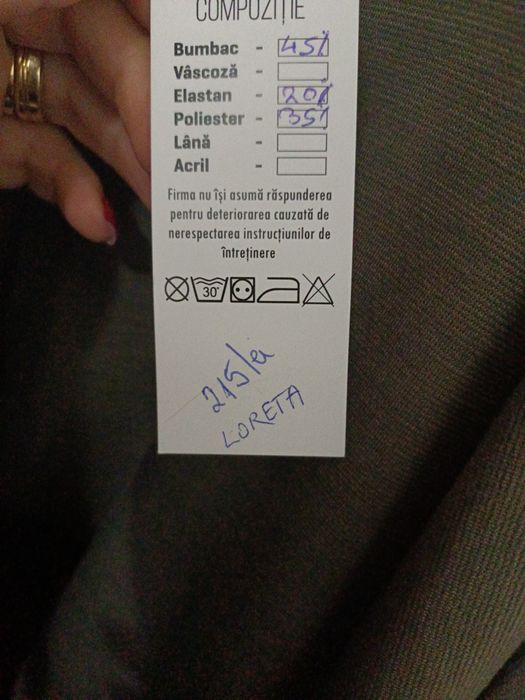 COMPOZIȚIE
Bumbac - 45%
Vâscoză -
Elastan - 20%
Poliester - 35%
Lână -
Acril -
Firma nu își asumă răspunderea
pentru deteriorarea cauzată de
nerespectarea instrucțiunilor de
întreținere
30°
215 lei
LORETA